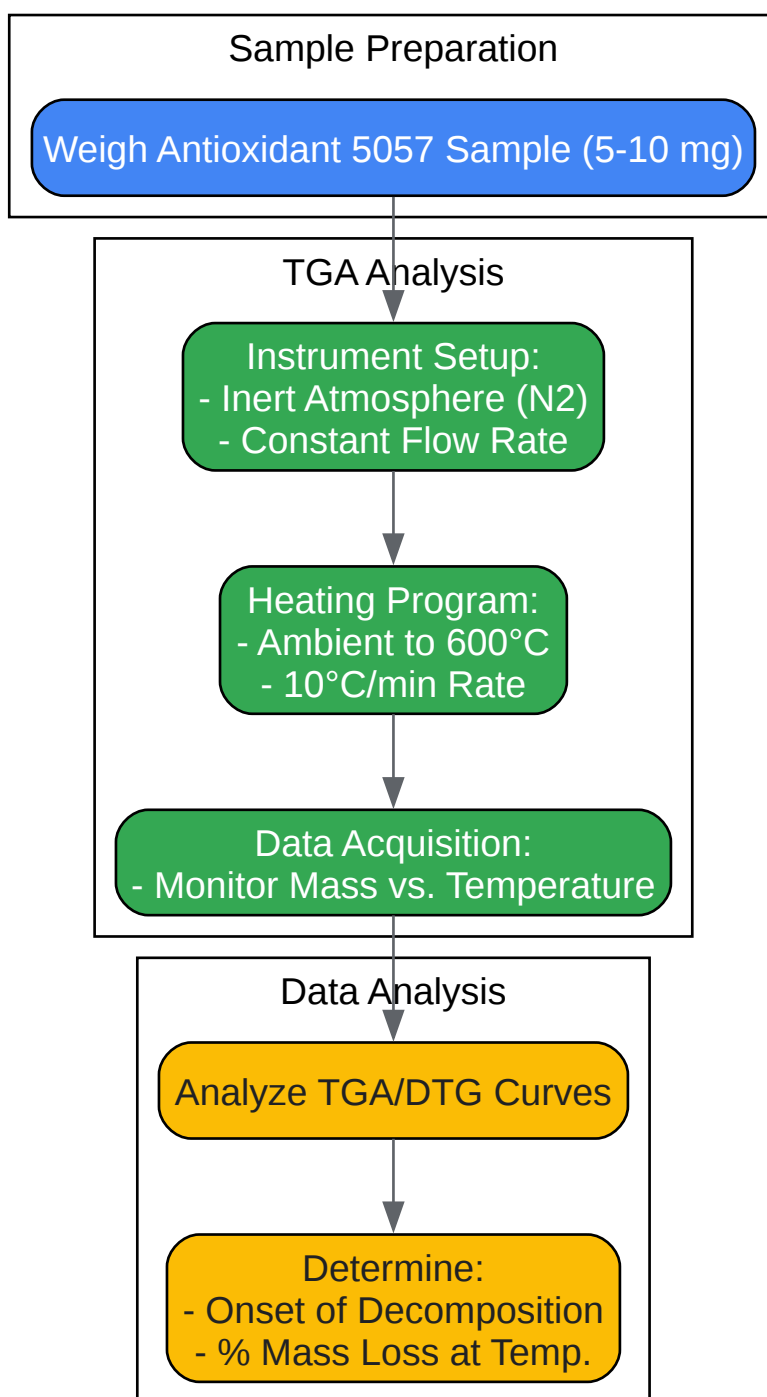 Sample Preparation
Weigh Antioxidant 5057 Sample (5-10 mg)
TGA Analysis
Instrument Setup:
- Inert Atmosphere (N2)
- Constant Flow Rate
Heating Program:
- Ambient to 600°C
- 10°C/min Rate
Data Acquisition:
- Monitor Mass vs. Temperature
Data Analysis
Analyze TGA/DTG Curves
Determine:
- Onset of Decomposition
- % Mass Loss at Temp.